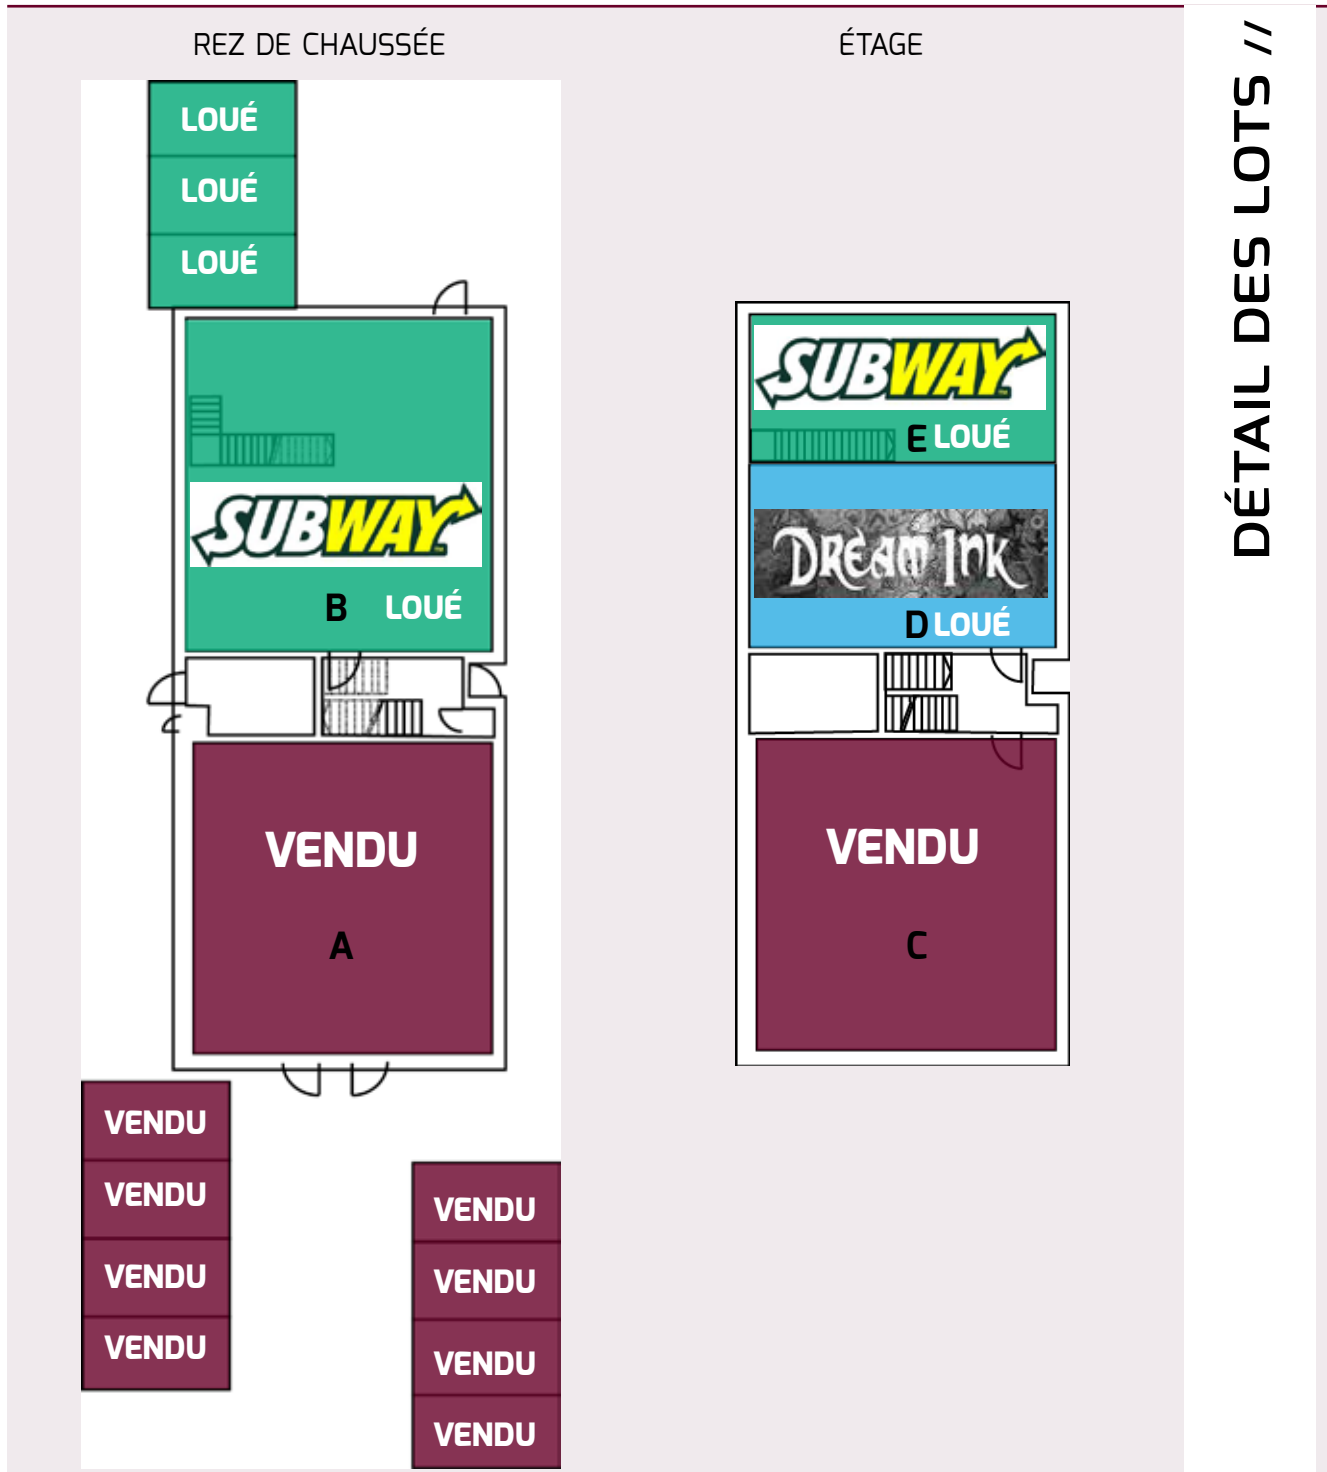 REZ DE CHAUSSÉE
LOUÉ
LOUÉ
LOUÉ
SUBWAY
B LOUÉ
VENDU
A
VENDU
VENDU
VENDU
VENDU
VENDU
VENDU
VENDU
VENDU
ÉTAGE
SUBWAY
E LOUÉ
DREAM INK
D LOUÉ
VENDU
C
DÉTAIL DES LOTS //